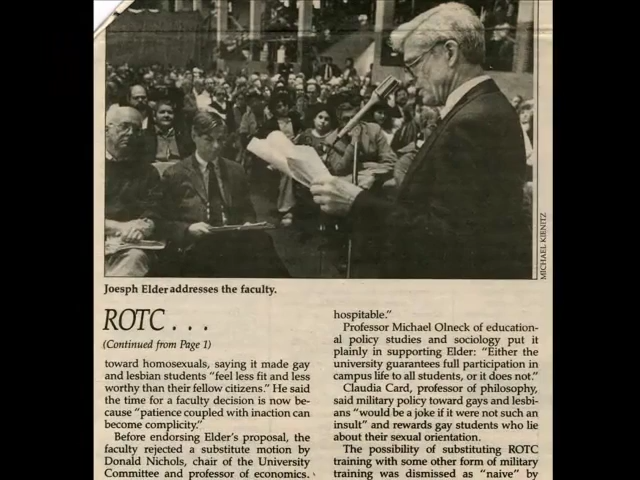 MICHAEL KIENITZ
Joesph Elder addresses the faculty.
ROTC . . .
(Continued from Page 1)
toward homosexuals, saying it made gay
and lesbian students "feel less fit and less
worthy than their fellow citizens." He said
the time for a faculty decision is now be-
cause "patience coupled with inaction can
become complicity."
Before endorsing Elder's proposal, the
faculty rejected a substitute motion by
Donald Nichols, chair of the University
Committee and professor of economics.
hospitable."
Professor Michael Olneck of education-
al policy studies and sociology put it
plainly in supporting Elder: "Either the
university guarantees full participation in
campus life to all students, or it does not."
Claudia Card, professor of philosophy,
said military policy toward gays and lesbi-
ans "would be a joke if it were not such an
insult" and rewards gay students who lie
about their sexual orientation.
The possibility of substituting ROTC
training with some other form of military
training was dismissed as "naive" by